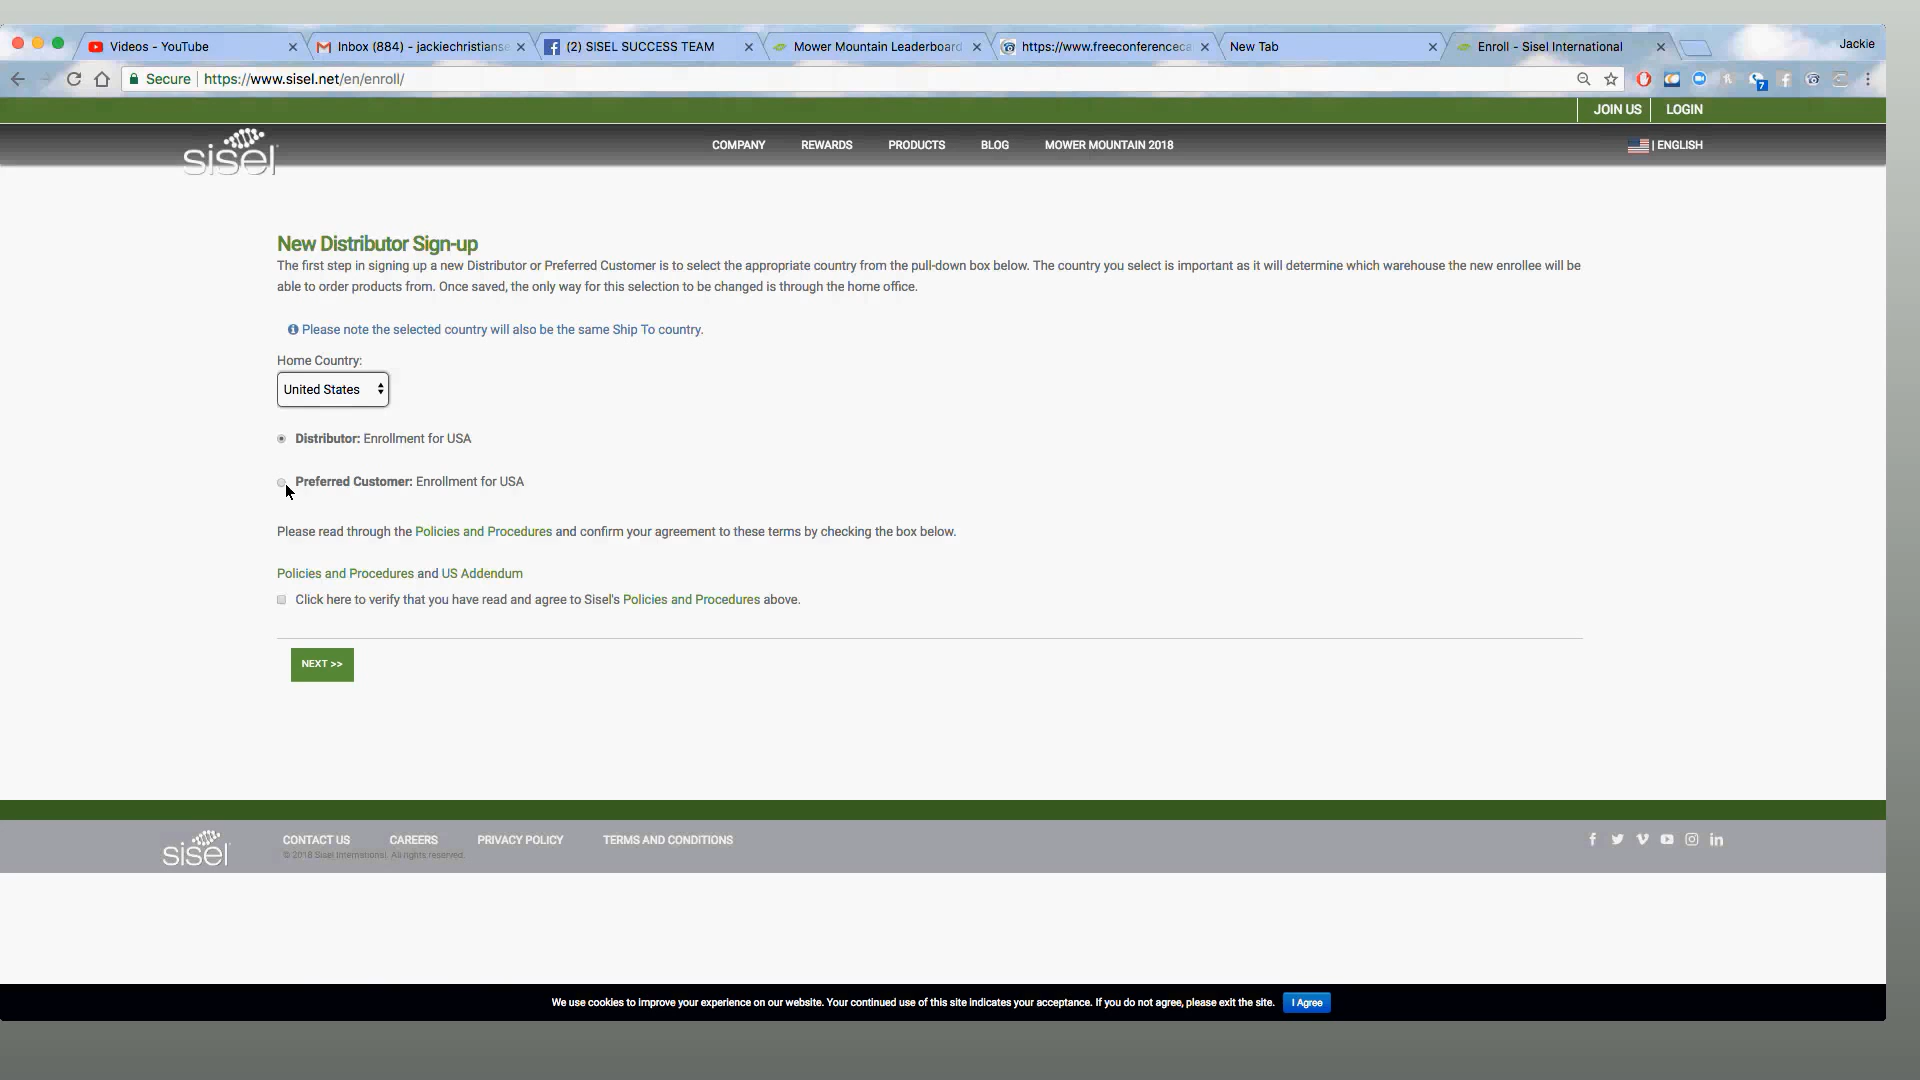 Videos - YouTube
Inbox (884) - jackiechristianse
(2) SISEL SUCCESS TEAM
Mower Mountain Leaderboard
https://www.freeconferenceca
New Tab
Enroll - Sisel International
Jackie
Secure
https://www.sisel.net/en/enroll/
7
JOIN US
LOGIN
sisel
COMPANY
REWARDS
PRODUCTS
BLOG
MOWER MOUNTAIN 2018
| ENGLISH
New Distributor Sign-up
The first step in signing up a new Distributor or Preferred Customer is to select the appropriate country from the pull-down box below. The country you select is important as it will determine which warehouse the new enrollee will be
able to order products from. Once saved, the only way for this selection to be changed is through the home office.
Please note the selected country will also be the same Ship To country.
Home Country:
United States
Distributor: Enrollment for USA
Preferred Customer: Enrollment for USA
Please read through the Policies and Procedures and confirm your agreement to these terms by checking the box below.
Policies and Procedures and US Addendum
Click here to verify that you have read and agree to Sisel's Policies and Procedures above.
NEXT >>
sisel
CONTACT US
CAREERS
PRIVACY POLICY
TERMS AND CONDITIONS
© 2018 Sisel International. All rights reserved.
We use cookies to improve your experience on our website. Your continued use of this site indicates your acceptance. If you do not agree, please exit the site.
I Agree